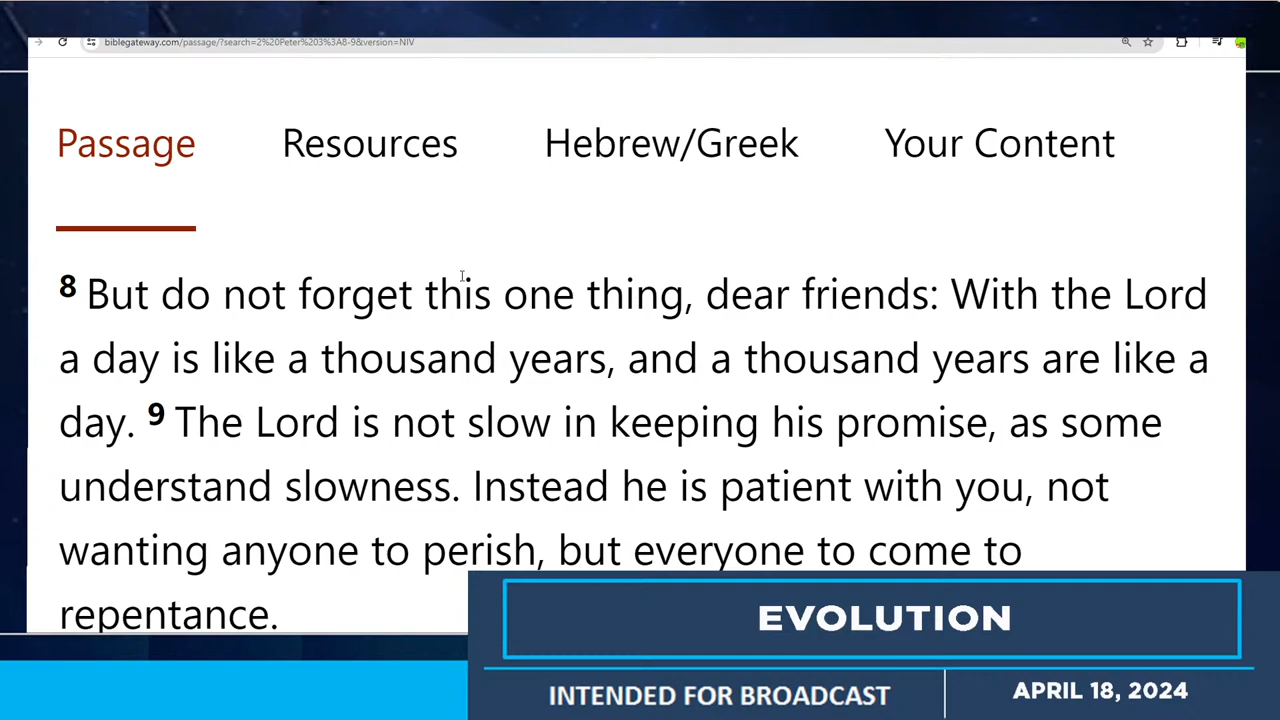 biblegateway.com/passage/?search=2%20Peter%203%3A8-9&version=NIV
Passage Resources Hebrew/Greek Your Content
8 But do not forget this one thing, dear friends: With the Lord
a day is like a thousand years, and a thousand years are like a
day. 9 The Lord is not slow in keeping his promise, as some
understand slowness. Instead he is patient with you, not
wanting anyone to perish, but everyone to come to
repentance.
EVOLUTION
INTENDED FOR BROADCAST
APRIL 18, 2024